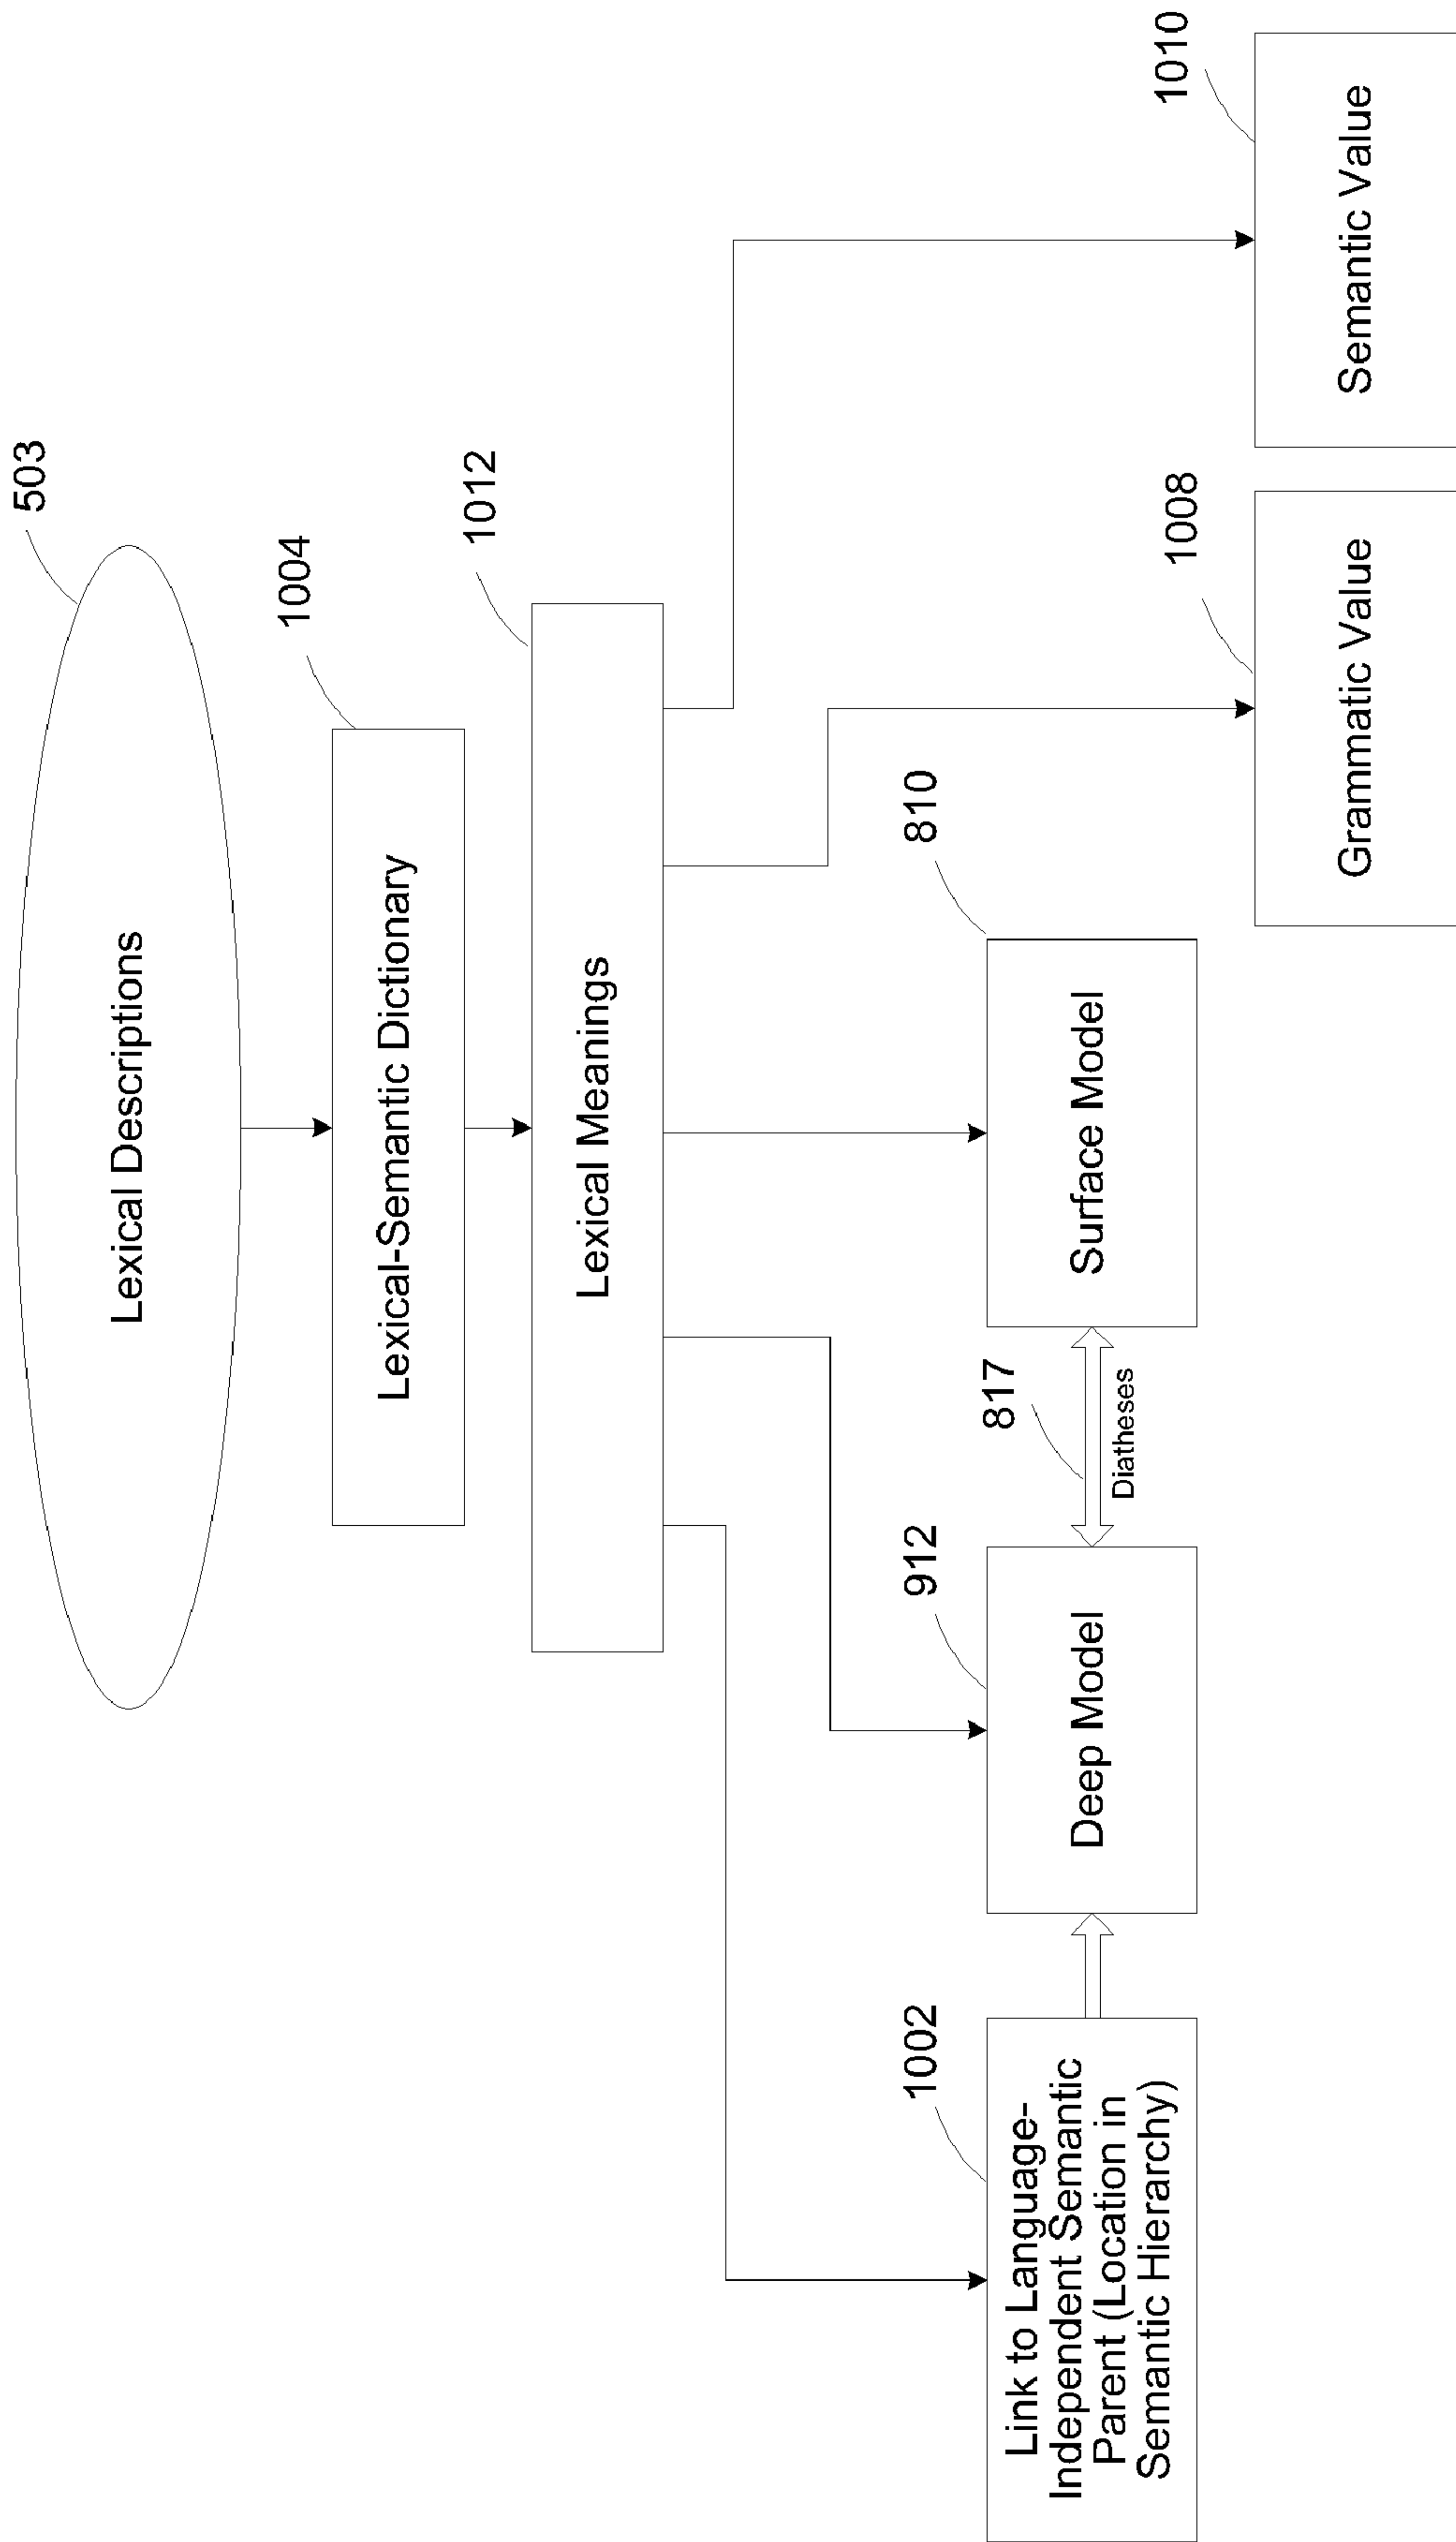 Lexical Descriptions
503
Lexical-Semantic Dictionary
1004
Lexical Meanings
1012
Link to Language-
Independent Semantic
Parent (Location in
Semantic Hierarchy)
1002
Deep Model
912
817
Diatheses
Surface Model
810
Grammatic Value
1008
Semantic Value
1010